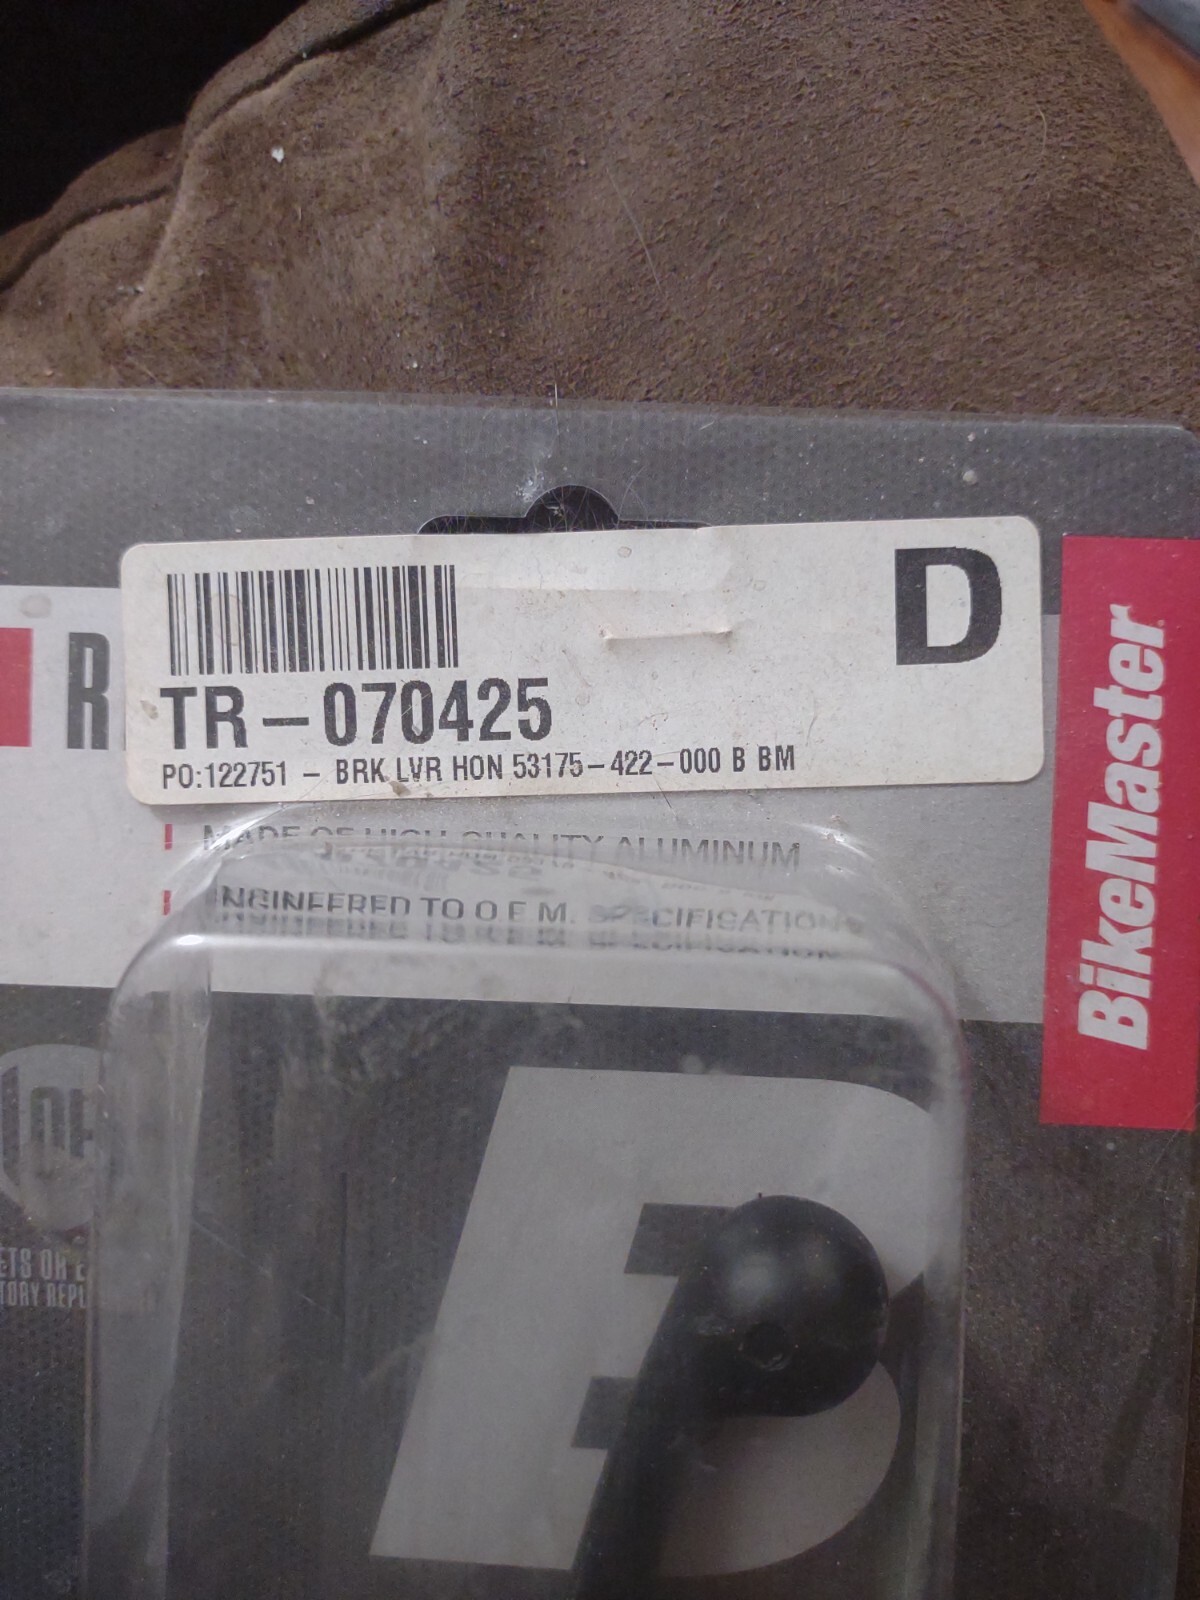 D
TR-070425
PO:122751 - BRK LVR HON 53175-422-000 B BM
R
MADE OF HIGH QUALITY ALUMINUM
ENGINEERED TO O.E.M. SPECIFICATIONS
BikeMaster
B